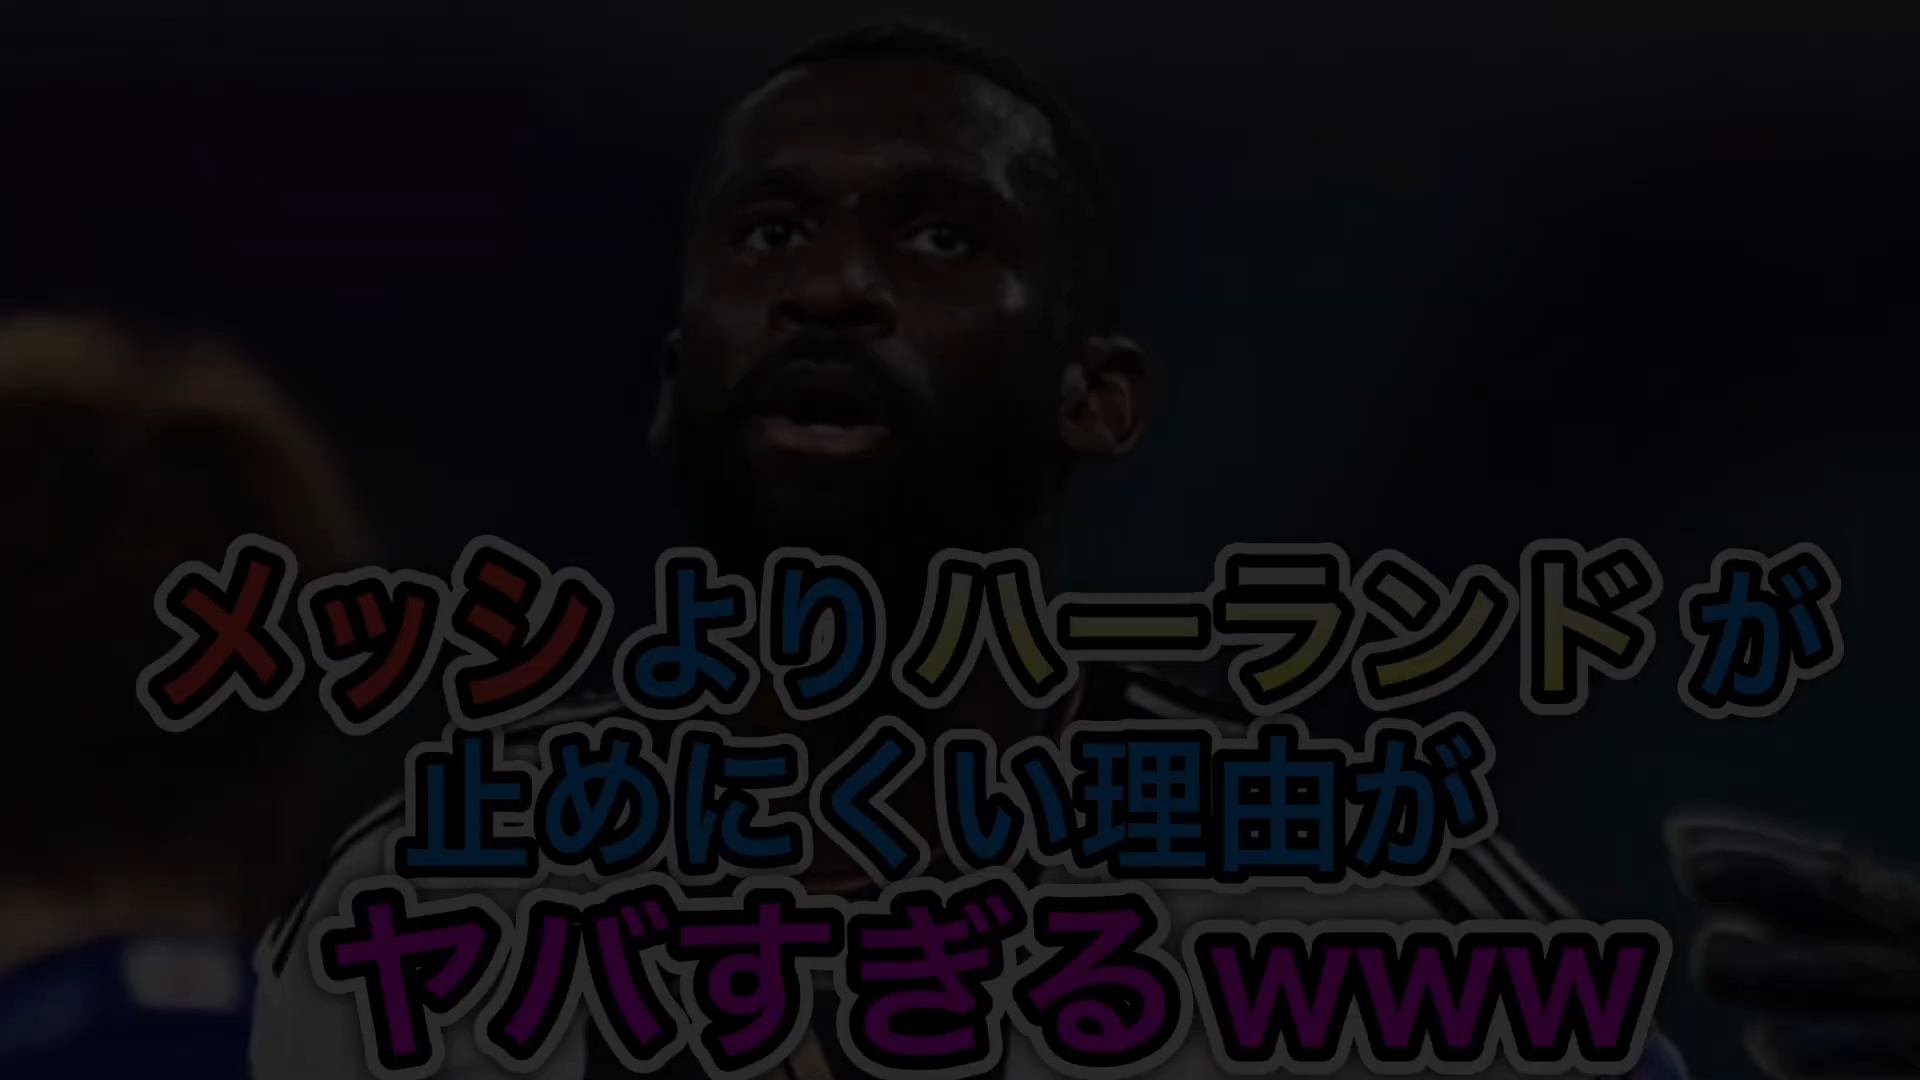 メッシよりハーランドが
止めにくい理由が
ヤバすぎるwww